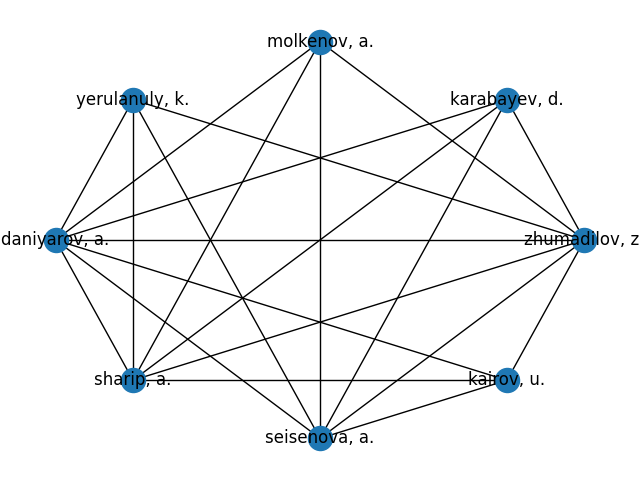 molkenov, a.
yerulanuly, k.
karabayev, d.
daniyarov, a.
zhumadilov, z
sharip, a.
kairov, u.
seisenova, a.